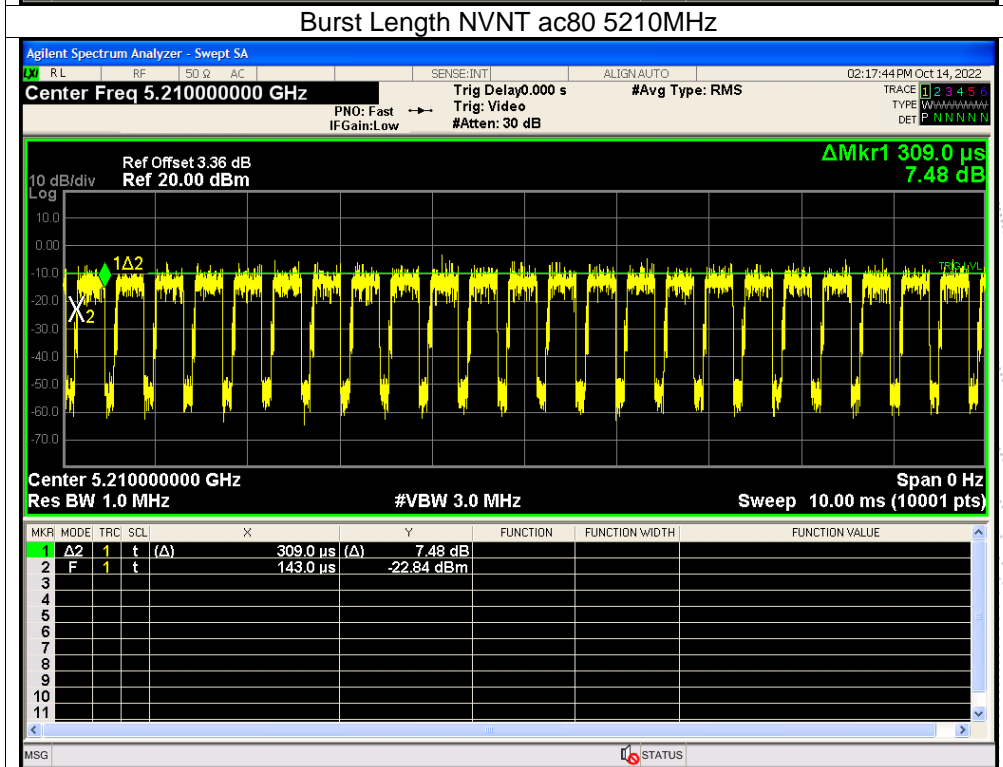 Burst Length NVNT ac80 5210MHz
Agilent Spectrum Analyzer - Swept SA
LXI RL RF 50 Ω AC SENSE:INT ALIGN AUTO 02:17:44 PM Oct 14, 2022
Center Freq 5.210000000 GHz
PNO: Fast
IFGain:Low
Trig Delay0.000 s
Trig: Video
#Atten: 30 dB
#Avg Type: RMS
TRACE 1 2 3 4 5 6
TYPE WWWWWW
DET P N N N N N
ΔMkr1 309.0 µs
7.48 dB
Ref Offset 3.36 dB
10 dB/div Ref 20.00 dBm
Log
10.0
0.00
-10.0
-20.0
-30.0
-40.0
-50.0
-60.0
-70.0
1Δ2
X2
TRIG LVL
Center 5.210000000 GHz Span 0 Hz
Res BW 1.0 MHz #VBW 3.0 MHz Sweep 10.00 ms (10001 pts)
MKR MODE TRC SCL X Y FUNCTION FUNCTION WIDTH FUNCTION VALUE
1 Δ2 1 t (Δ) 309.0 µs (Δ) 7.48 dB
2 F 1 t 143.0 µs -22.84 dBm
3
4
5
6
7
8
9
10
11
MSG STATUS